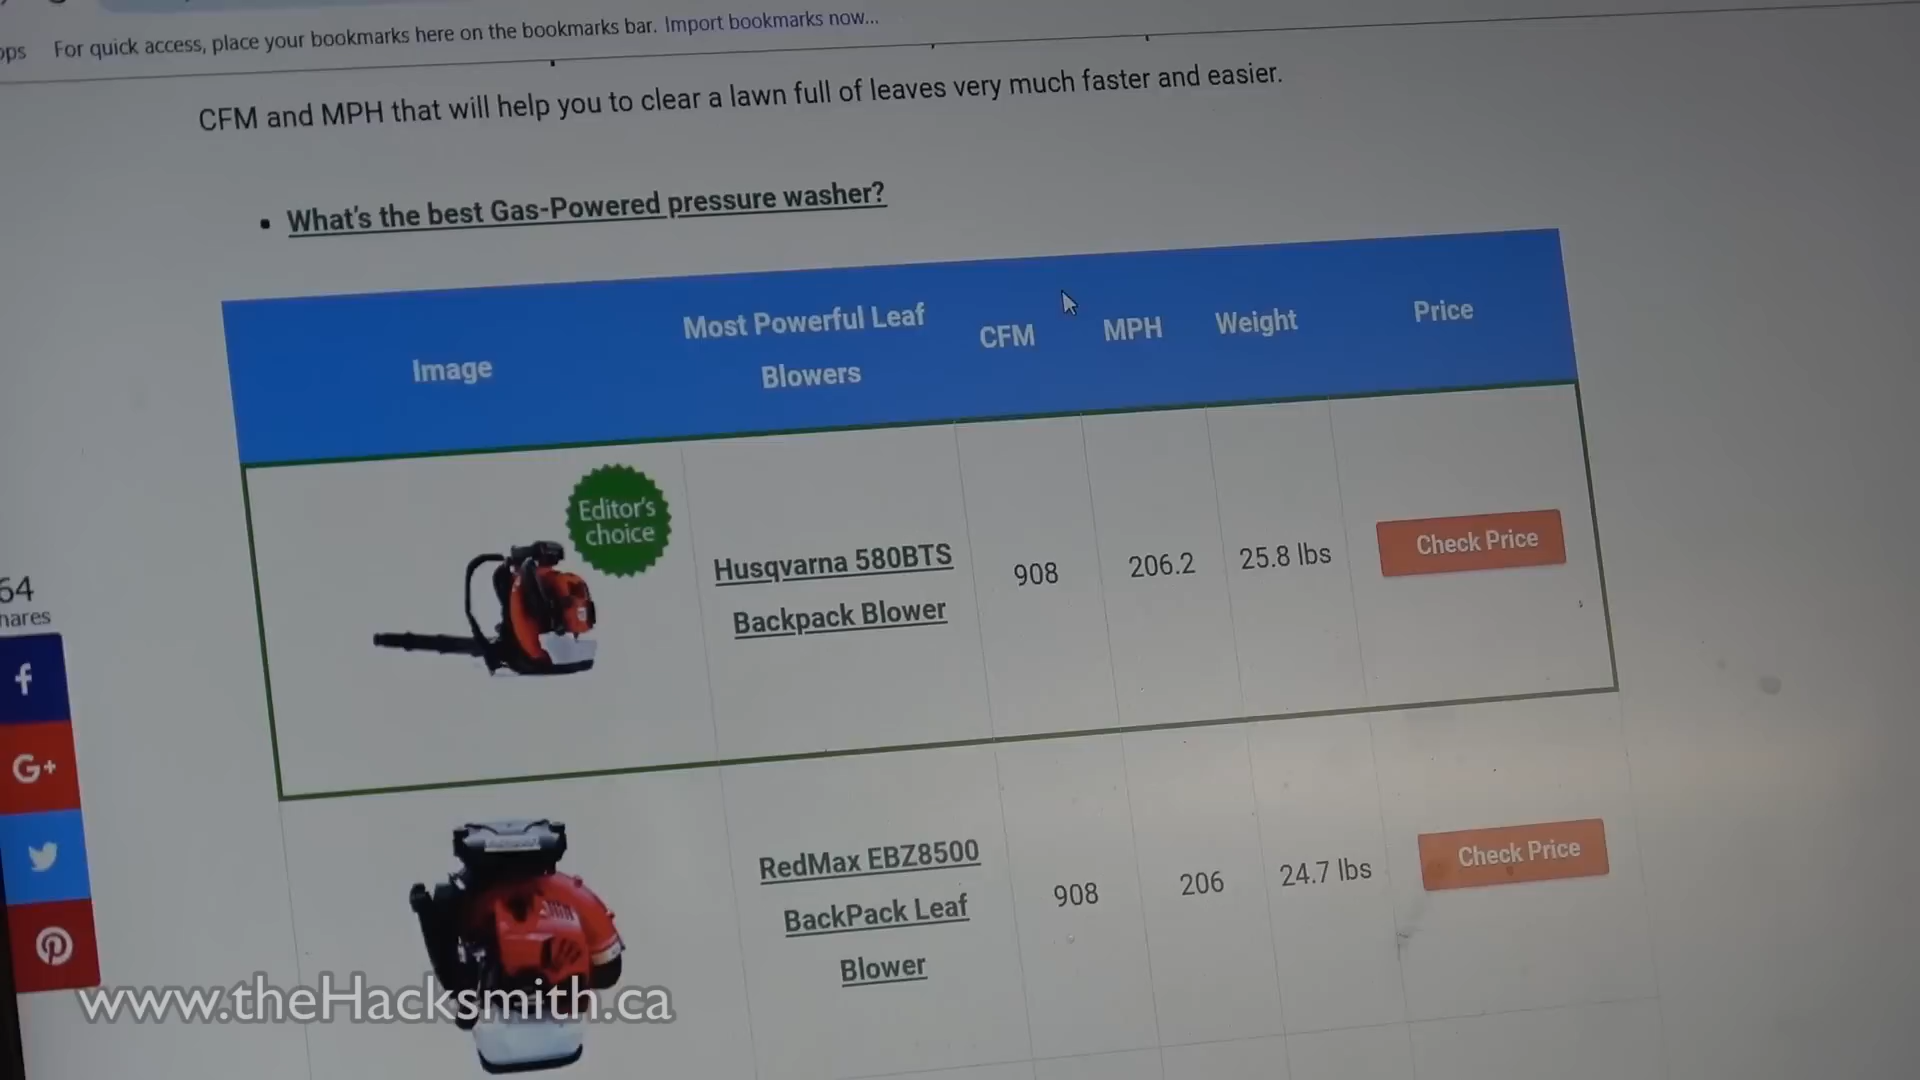 For quick access, place your bookmarks here on the bookmarks bar. Import bookmarks now...
CFM and MPH that will help you to clear a lawn full of leaves very much faster and easier.
What's the best Gas-Powered pressure washer?
Image
Most Powerful Leaf
Blowers
CFM
MPH
Weight
Price
Editor's
choice
Husqvarna 580BTS
Backpack Blower
908
206.2
25.8 lbs
Check Price
64
G+
RedMax EBZ8500
BackPack Leaf
Blower
908
206
24.7 lbs
Check Price
www.theHacksmith.ca